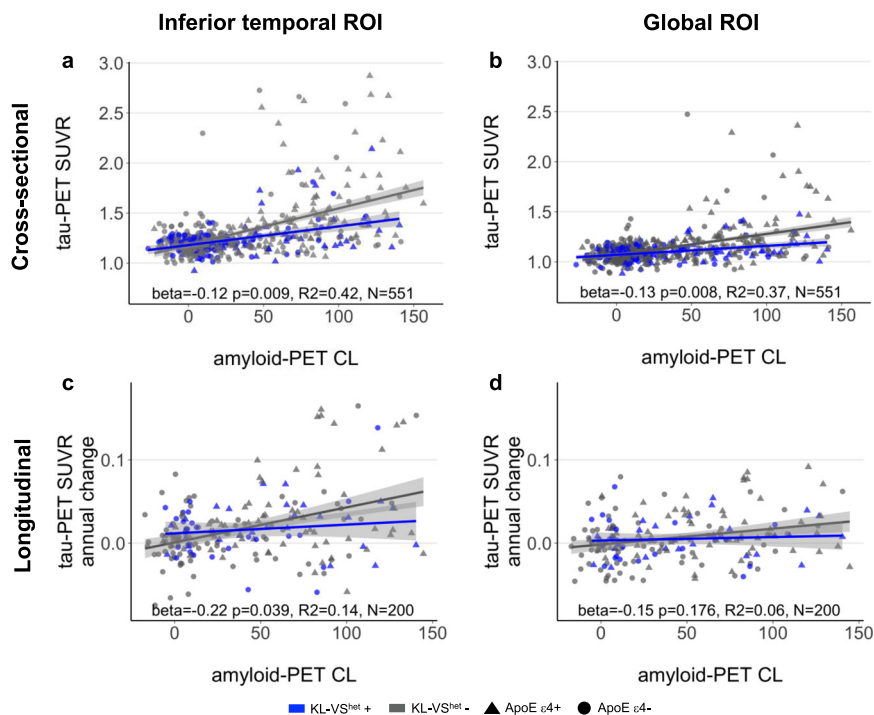 Inferior temporal ROI
Global ROI
Cross-sectional
Longitudinal
a
tau-PET SUVR
3.0
2.5
2.0
1.5
1.0
beta=-0.12 p=0.009, R2=0.42, N=551
0
50
100
150
amyloid-PET CL
b
tau-PET SUVR
3.0
2.5
2.0
1.5
1.0
beta=-0.13 p=0.008, R2=0.37, N=551
0
50
100
150
amyloid-PET CL
c
tau-PET SUVR
annual change
0.1
0.0
beta=-0.22 p=0.039, R2=0.14, N=200
0
50
100
150
amyloid-PET CL
d
tau-PET SUVR
annual change
0.1
0.0
beta=-0.15 p=0.176, R2=0.06, N=200
0
50
100
150
amyloid-PET CL
KL-VShet + KL-VShet - ApoE ε4+ ApoE ε4-